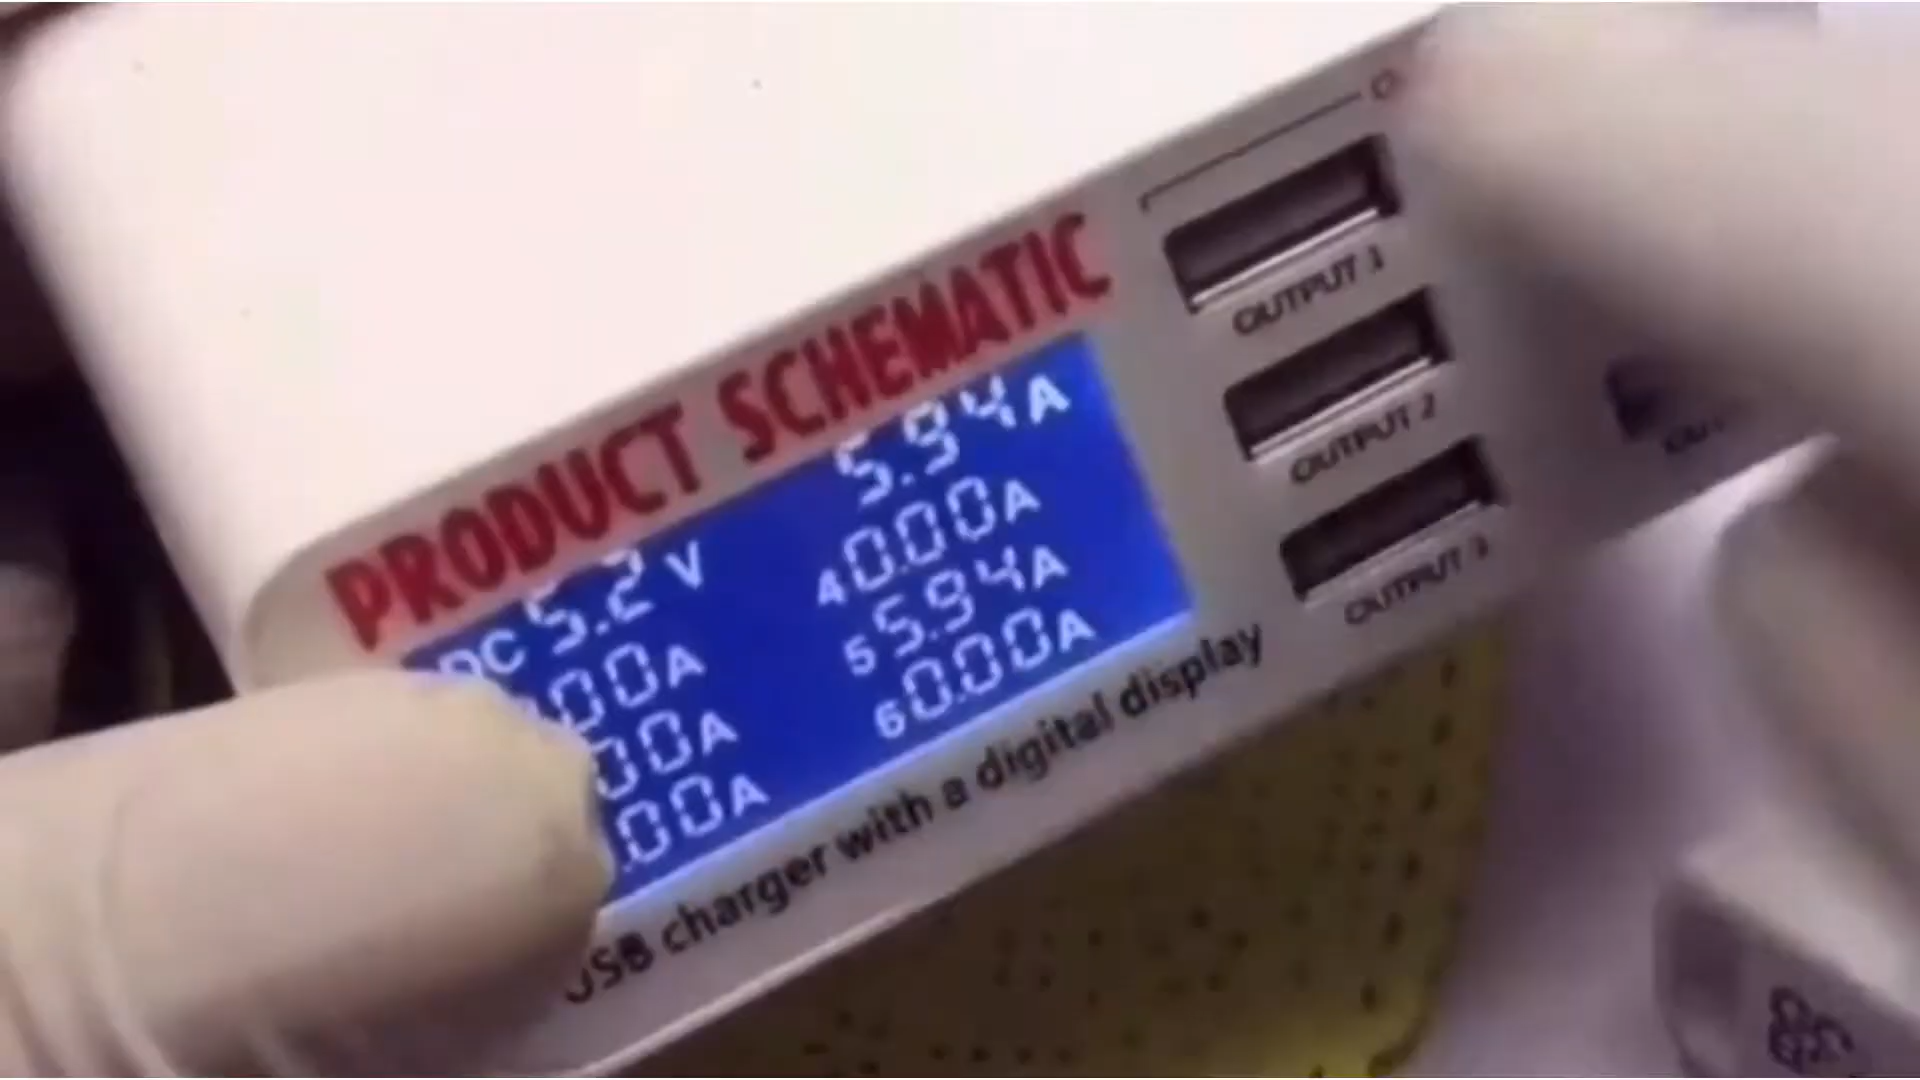 PRODUCT SCHEMATIC
DC 5.2 V
5.94A
00A
00A
.00A
4 0.00A
5 5.94A
6 0.00A
USB charger with a digital display
OUTPUT 1
OUTPUT 2
OUTPUT 3